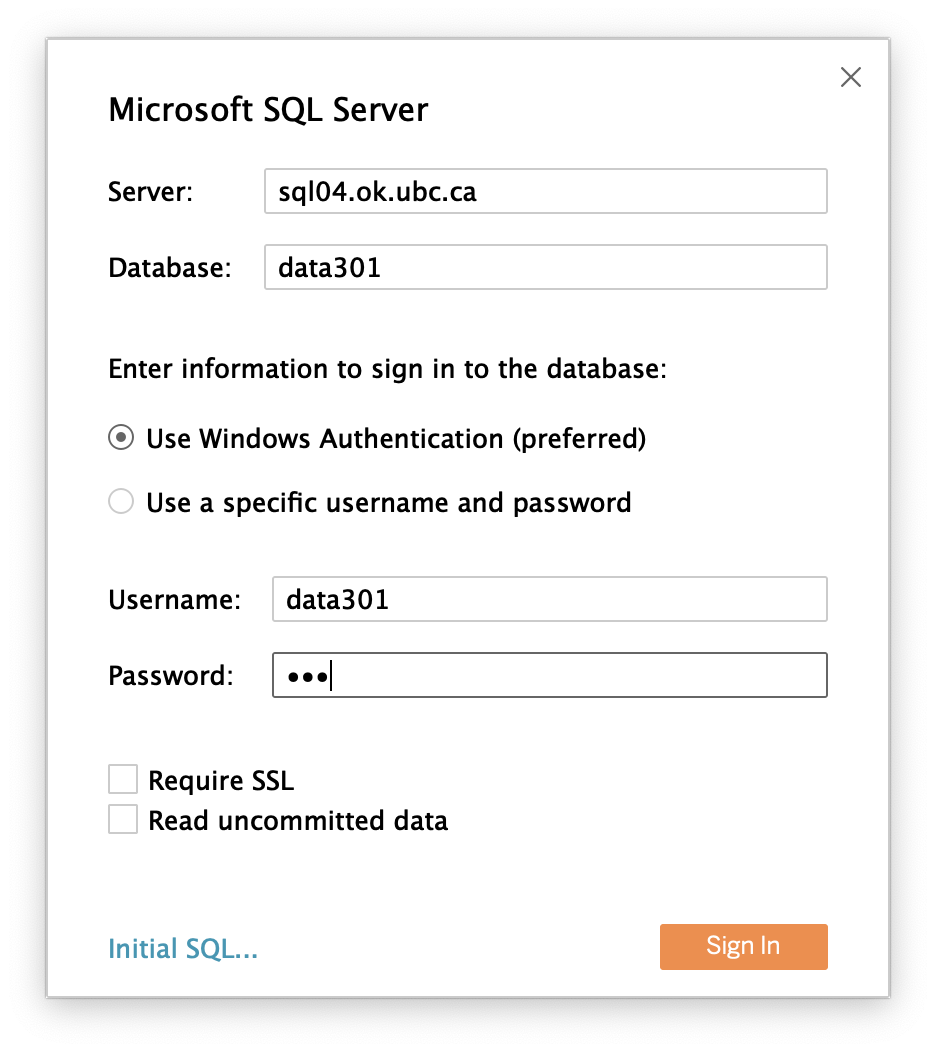 Microsoft SQL Server
Server: sql04.ok.ubc.ca
Database: data301
Enter information to sign in to the database:
Use Windows Authentication (preferred)
Use a specific username and password
Username: data301
Password: •••
Require SSL
Read uncommitted data
Initial SQL... Sign In